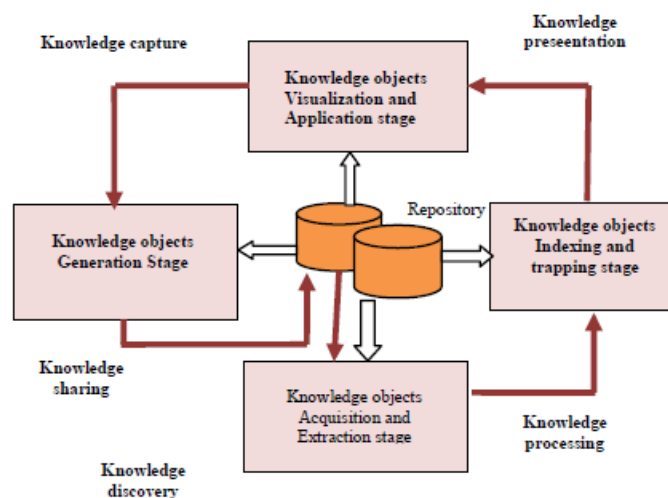 Knowledge capture
Knowledge
preseentation
Knowledge objects
Visualization and
Application stage
Repository
Knowledge objects
Generation Stage
Knowledge objects
Indexing and
trapping stage
Knowledge
sharing
Knowledge objects
Acquisition and
Extraction stage
Knowledge
processing
Knowledge
discovery